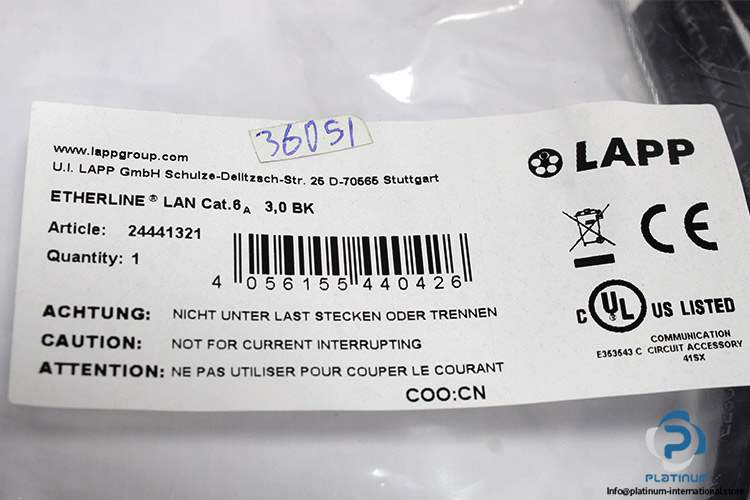 36051
www.lappgroup.com
U.I. LAPP GmbH Schulze-Delitzsch-Str. 25 D-70565 Stuttgart
LAPP
ETHERLINE® LAN Cat.6A 3,0 BK
Article: 24441321
Quantity: 1
4 056155 440426
CE
ACHTUNG: NICHT UNTER LAST STECKEN ODER TRENNEN
CAUTION: NOT FOR CURRENT INTERRUPTING
ATTENTION: NE PAS UTILISER POUR COUPER LE COURANT
COO:CN
C UL US LISTED
COMMUNICATION
E353543 C CIRCUIT ACCESSORY
41SX
PLATINUM
Info@platinum-international.store